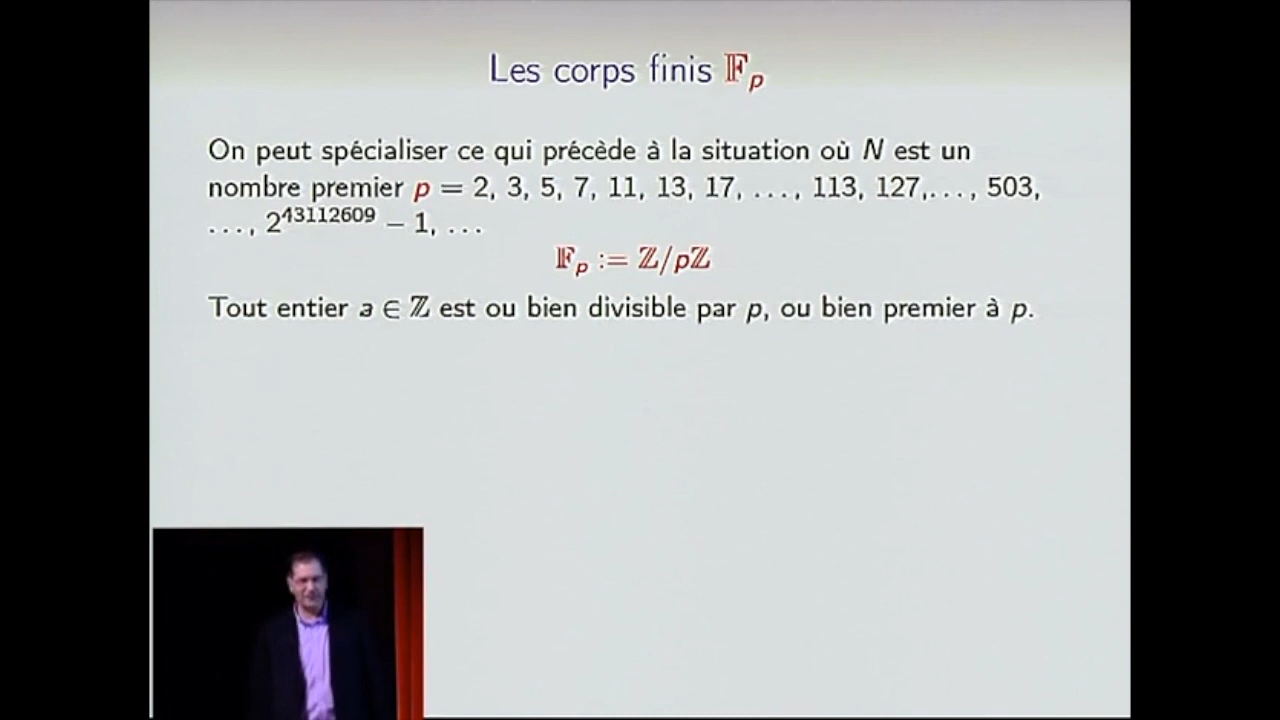 Les corps finis 𝔽ₚ
On peut spécialiser ce qui précède à la situation où N est un
nombre premier p = 2, 3, 5, 7, 11, 13, 17, ..., 113, 127,..., 503,
..., 2^43112609 − 1, ...
𝔽ₚ := ℤ/pℤ
Tout entier a ∈ ℤ est ou bien divisible par p, ou bien premier à p.